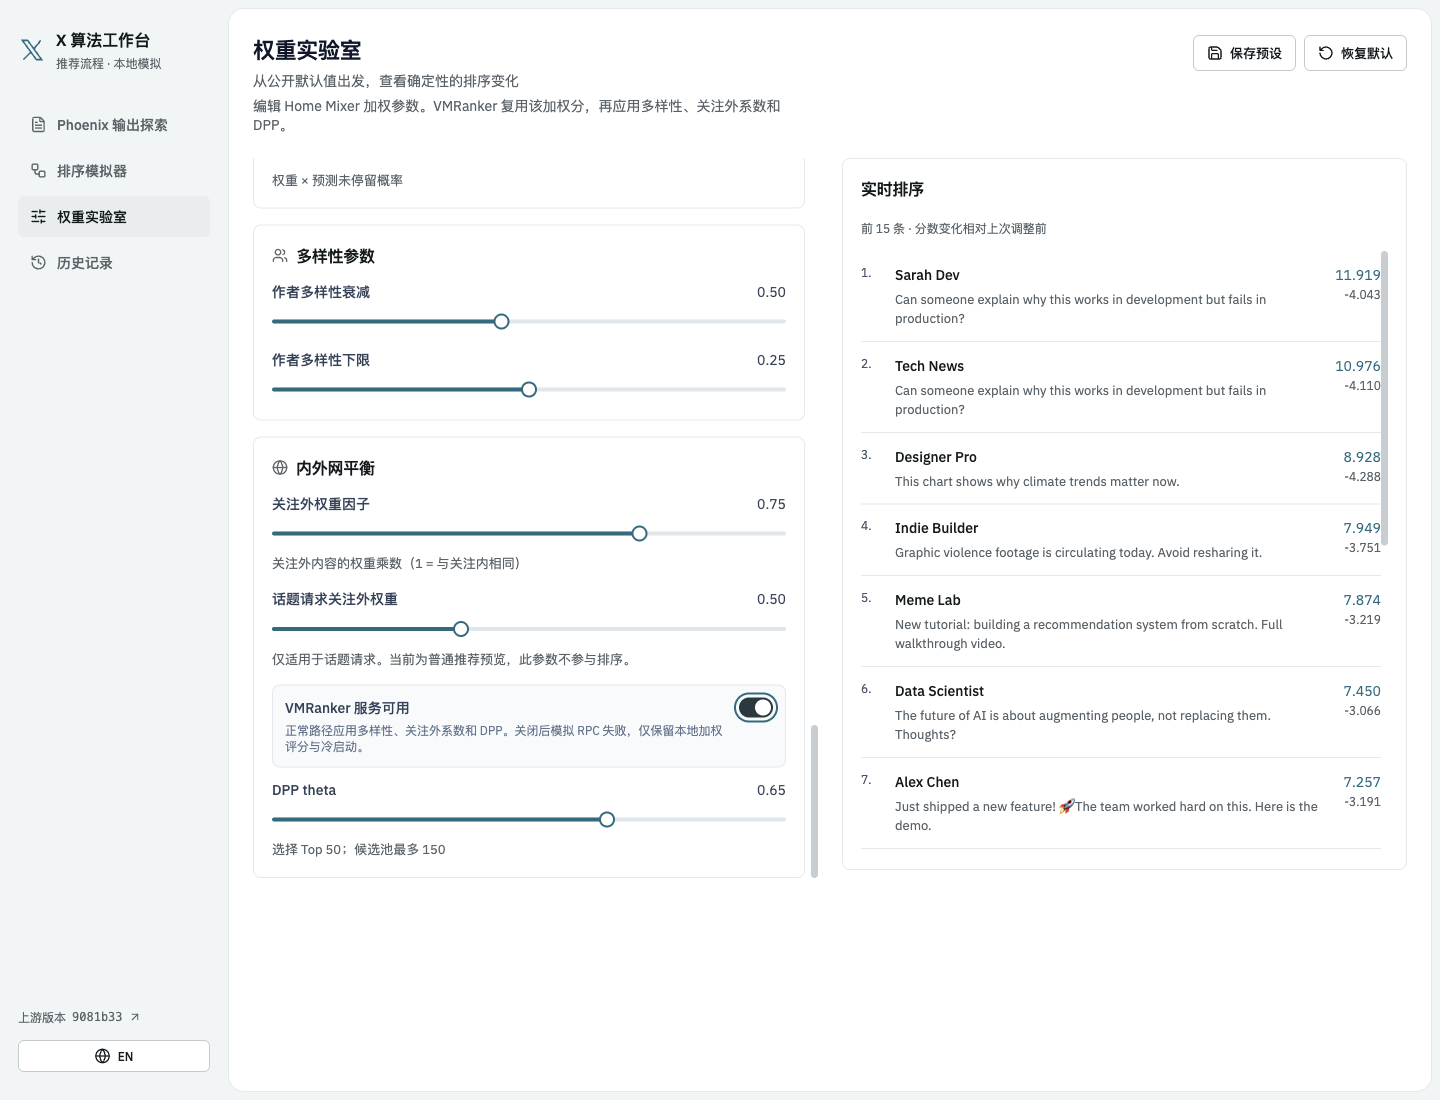 X 算法工作台
推荐流程 · 本地模拟
Phoenix 输出探索
排序模拟器
权重实验室
历史记录
上游版本 9081b33
EN
权重实验室
从公开默认值出发，查看确定性的排序变化
编辑 Home Mixer 加权参数。VMRanker 复用该加权分，再应用多样性、关注外系数和
DPP。
保存预设
恢复默认
权重 × 预测未停留概率
多样性参数
作者多样性衰减 0.50
作者多样性下限 0.25
内外网平衡
关注外权重因子 0.75
关注外内容的权重乘数（1 = 与关注内相同）
话题请求关注外权重 0.50
仅适用于话题请求。当前为普通推荐预览，此参数不参与排序。
VMRanker 服务可用
正常路径应用多样性、关注外系数和 DPP。关闭后模拟 RPC 失败，仅保留本地加权
评分与冷启动。
DPP theta 0.65
选择 Top 50；候选池最多 150
实时排序
前 15 条 · 分数变化相对上次调整前
1. Sarah Dev 11.919
-4.043
Can someone explain why this works in development but fails in
production?
2. Tech News 10.976
-4.110
Can someone explain why this works in development but fails in
production?
3. Designer Pro 8.928
This chart shows why climate trends matter now. -4.288
4. Indie Builder 7.949
Graphic violence footage is circulating today. Avoid resharing it. -3.751
5. Meme Lab 7.874
-3.219
New tutorial: building a recommendation system from scratch. Full
walkthrough video.
6. Data Scientist 7.450
-3.066
The future of AI is about augmenting people, not replacing them.
Thoughts?
7. Alex Chen 7.257
-3.191
Just shipped a new feature! 🚀The team worked hard on this. Here is the
demo.